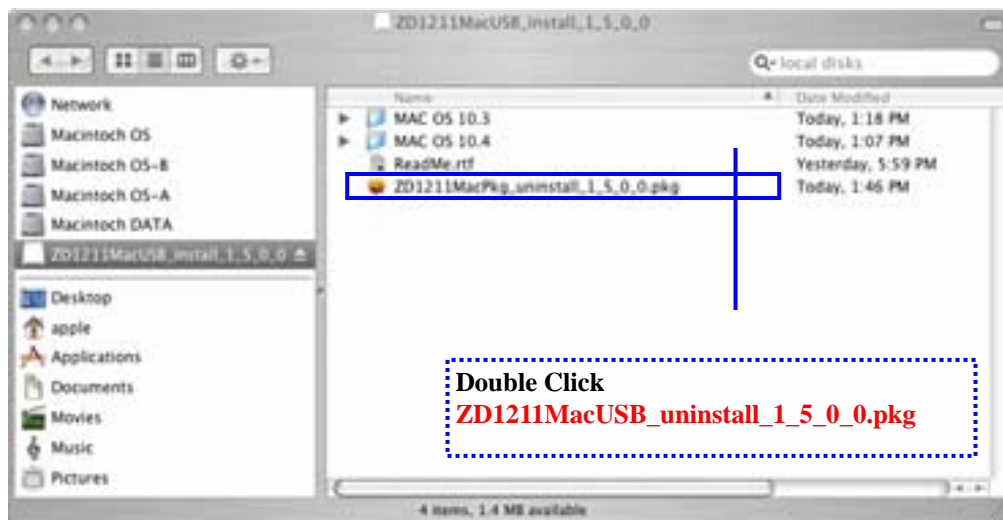 ZD1211MacUSB_install_1_5_0_0
local disks
Name Date Modified
MAC OS 10.3 Today, 1:18 PM
MAC OS 10.4 Today, 1:07 PM
ReadMe.rtf Yesterday, 5:59 PM
ZD1211MacPkg_uninstall_1_5_0_0.pkg Today, 1:46 PM
Network
Macintoch OS
Macintoch OS-B
Macintoch OS-A
Macintoch DATA
ZD1211MacUSB_install_1_5_0_0
Desktop
apple
Applications
Documents
Movies
Music
Pictures
Double Click
ZD1211MacUSB_uninstall_1_5_0_0.pkg
4 items, 1.4 MB available